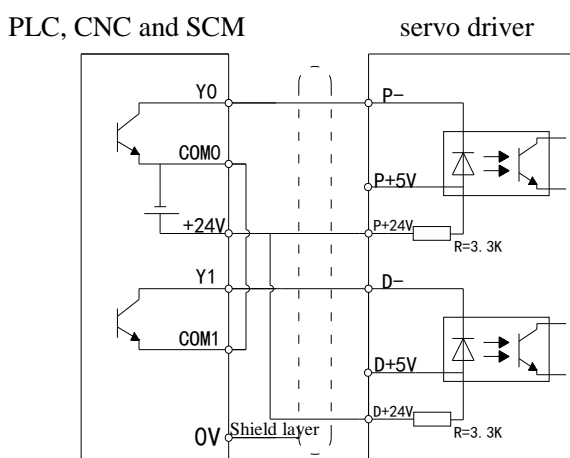 PLC, CNC and SCM servo driver
Y0 P-
COM0
P+5V
+24V P+24V
R=3.3K
Y1 D-
COM1
D+5V
D+24V
0V Shield layer
R=3.3K